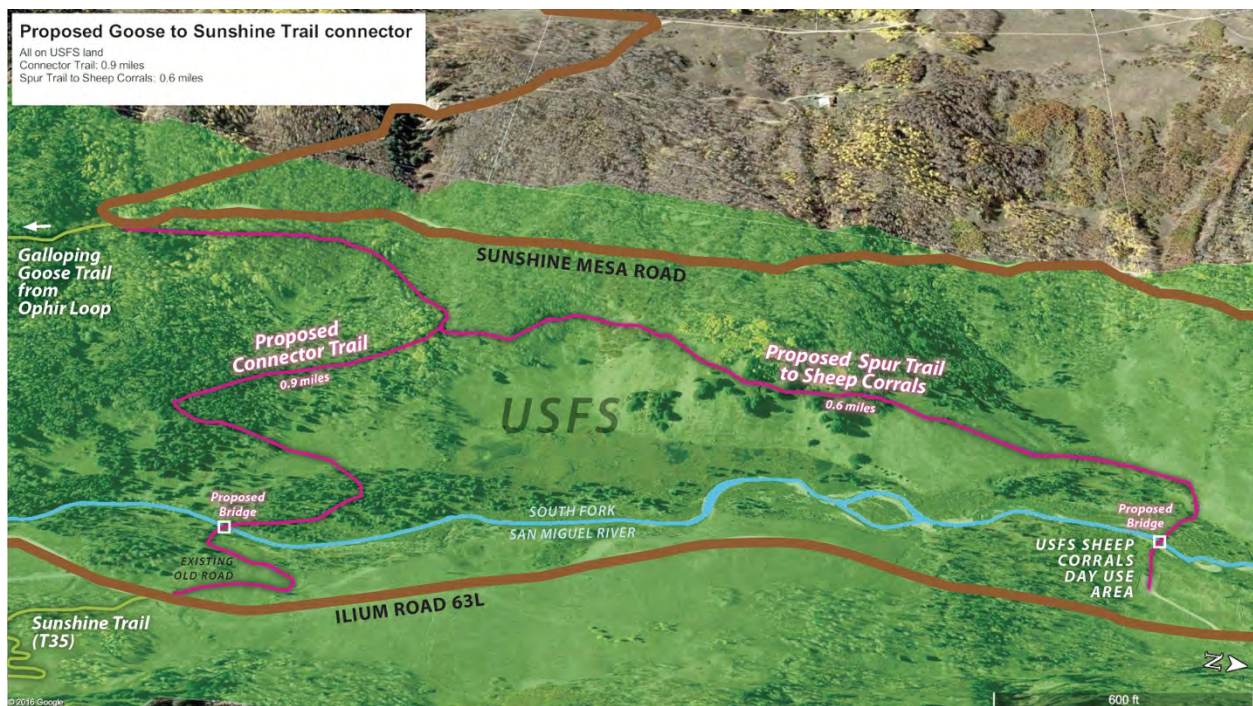 Proposed Goose to Sunshine Trail connector
All on USFS land
Connector Trail: 0.9 miles
Spur Trail to Sheep Corrals: 0.6 miles
Galloping
Goose Trail
from
Ophir Loop
SUNSHINE MESA ROAD
Proposed
Connector Trail
0.9 miles
Proposed Spur Trail
to Sheep Corrals
0.6 miles
USFS
Proposed
Bridge
SOUTH FORK
SAN MIGUEL RIVER
Proposed
Bridge
USFS SHEEP
CORRALS
DAY USE
AREA
EXISTING
OLD ROAD
ILIUM ROAD 63L
Sunshine Trail
(T35)
N
600 ft
© 2016 Google